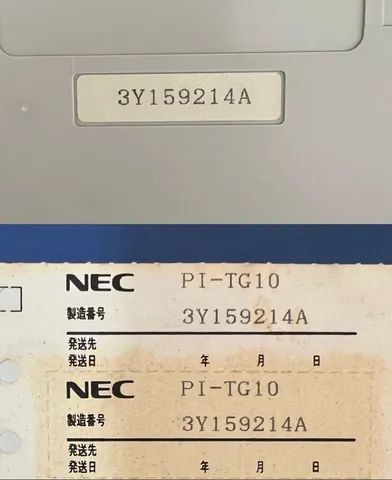 3Y159214A
NEC PI-TG10
製造番号 3Y159214A
発送先
発送日 年 月 日
NEC PI-TG10
製造番号 3Y159214A
発送先
発送日 年 月 日